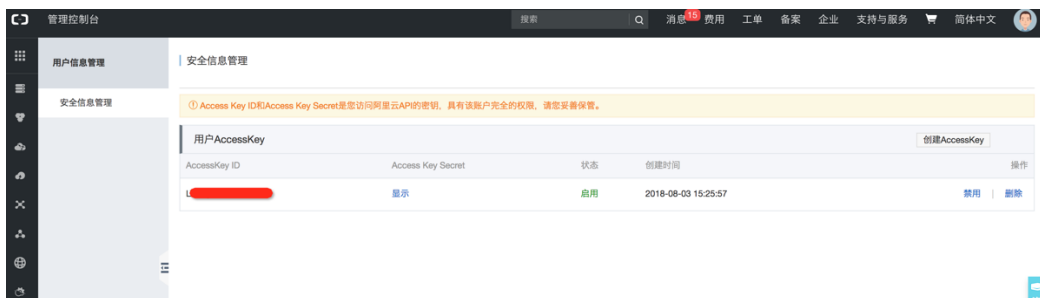 管理控制台 搜索 消息 15 费用 工单 备案 企业 支持与服务 简体中文
用户信息管理
安全信息管理
安全信息管理
Access Key ID和Access Key Secret是您访问阿里云API的密钥，具有该账户完全的权限，请您妥善保管。
用户AccessKey 创建AccessKey
AccessKey ID Access Key Secret 状态 创建时间 操作
L 显示 启用 2018-08-03 15:25:57 禁用 | 删除